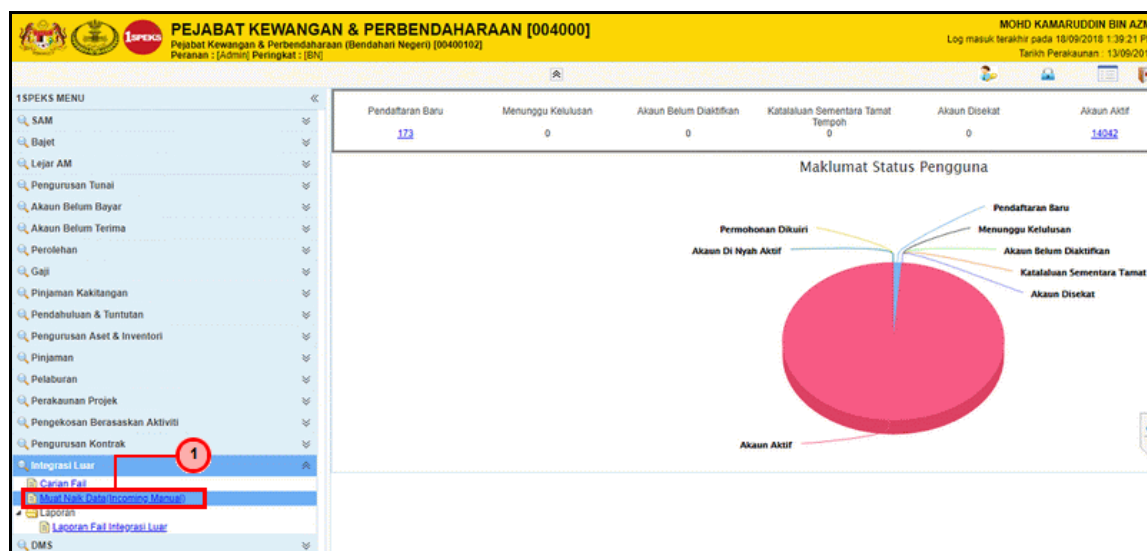 1SPEKS
PEJABAT KEWANGAN & PERBENDAHARAAN [004000]
Pejabat Kewangan & Perbendaharaan (Bendahari Negeri) [00400102]
Peranan : [Admin] Peringkat : [BN]
MOHD KAMARUDDIN BIN AZM
Log masuk terakhir pada 18/09/2018 1:39:21 P
Tarikh Perakaunan : 13/09/201
1SPEKS MENU
SAM
Bajet
Lejar AM
Pengurusan Tunai
Akaun Belum Bayar
Akaun Belum Terima
Perolehan
Gaji
Pinjaman Kakitangan
Pendahuluan & Tuntutan
Pengurusan Aset & Inventori
Pinjaman
Pelaburan
Perakaunan Projek
Pengekosan Berasaskan Aktiviti
Pengurusan Kontrak
1
Integrasi Luar
Carian Fail
Muat Naik Data(Incoming Manual)
Laporan
Laporan Fail Integrasi Luar
DMS
Pendaftaran Baru
173
Menunggu Kelulusan
0
Akaun Belum Diaktifkan
0
Katalaluan Sementara Tamat
Tempoh
0
Akaun Disekat
0
Akaun Aktif
14042
Maklumat Status Pengguna
Pendaftaran Baru
Permohonan Dikuiri
Menunggu Kelulusan
Akaun Di Nyah Aktif
Akaun Belum Diaktifkan
Katalaluan Sementara Tamat
Akaun Disekat
Akaun Aktif